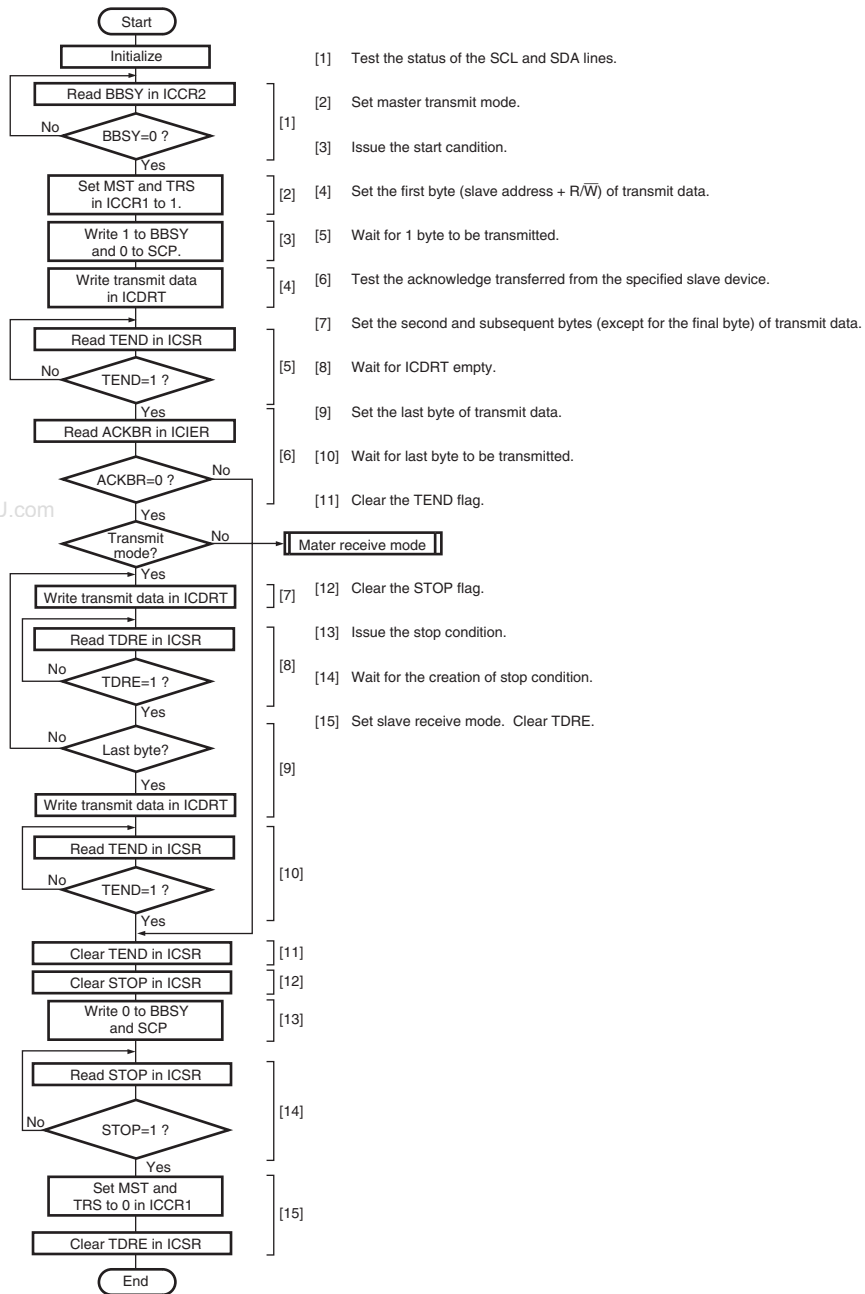 Start
Initialize
Read BBSY in ICCR2
No
BBSY=0 ?
[1]
Yes
Set MST and TRS
in ICCR1 to 1.
[2]
Write 1 to BBSY
and 0 to SCP.
[3]
Write transmit data
in ICDRT
[4]
Read TEND in ICSR
No
TEND=1 ?
[5]
Yes
Read ACKBR in ICIER
[6]
No
ACKBR=0 ?
Yes
Transmit
mode?
No
Mater receive mode
Yes
Write transmit data in ICDRT
[7]
Read TDRE in ICSR
No
TDRE=1 ?
[8]
Yes
No
Last byte?
[9]
Yes
Write transmit data in ICDRT
Read TEND in ICSR
No
TEND=1 ?
[10]
Yes
Clear TEND in ICSR
[11]
Clear STOP in ICSR
[12]
Write 0 to BBSY
and SCP
[13]
Read STOP in ICSR
No
STOP=1 ?
[14]
Yes
Set MST and
TRS to 0 in ICCR1
[15]
Clear TDRE in ICSR
End
[1] Test the status of the SCL and SDA lines.
[2] Set master transmit mode.
[3] Issue the start candition.
[4] Set the first byte (slave address + R/W̅) of transmit data.
[5] Wait for 1 byte to be transmitted.
[6] Test the acknowledge transferred from the specified slave device.
[7] Set the second and subsequent bytes (except for the final byte) of transmit data.
[8] Wait for ICDRT empty.
[9] Set the last byte of transmit data.
[10] Wait for last byte to be transmitted.
[11] Clear the TEND flag.
[12] Clear the STOP flag.
[13] Issue the stop condition.
[14] Wait for the creation of stop condition.
[15] Set slave receive mode. Clear TDRE.
U.com